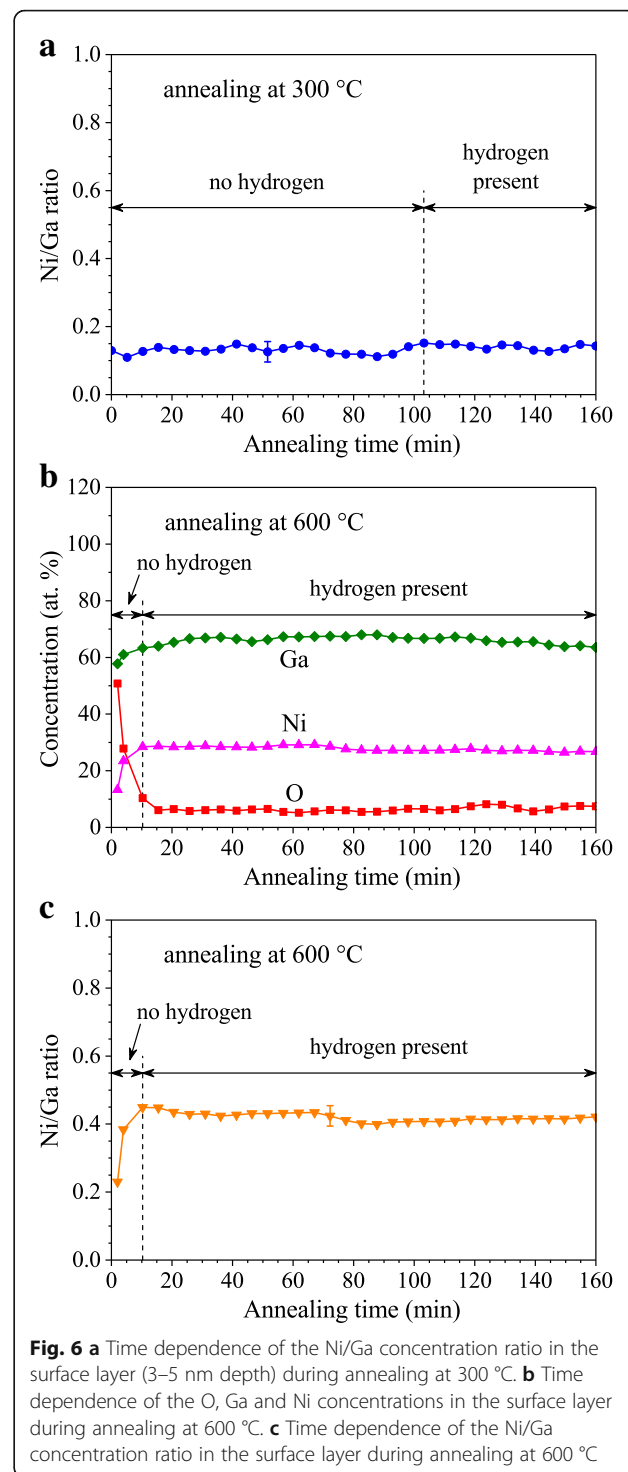 a
1.0
0.8
0.6
0.4
0.2
0.0
Ni/Ga ratio
annealing at 300 °C
no hydrogen
hydrogen
present
0 20 40 60 80 100 120 140 160
Annealing time (min)
b
120
100
80
60
40
20
0
Concentration (at. %)
annealing at 600 °C
no hydrogen
hydrogen present
Ga
Ni
O
0 20 40 60 80 100 120 140 160
Annealing time (min)
c
1.0
0.8
0.6
0.4
0.2
0.0
Ni/Ga ratio
annealing at 600 °C
no hydrogen
hydrogen present
0 20 40 60 80 100 120 140 160
Annealing time (min)
Fig. 6 a Time dependence of the Ni/Ga concentration ratio in the
surface layer (3–5 nm depth) during annealing at 300 °C. b Time
dependence of the O, Ga and Ni concentrations in the surface layer
during annealing at 600 °C. c Time dependence of the Ni/Ga
concentration ratio in the surface layer during annealing at 600 °C